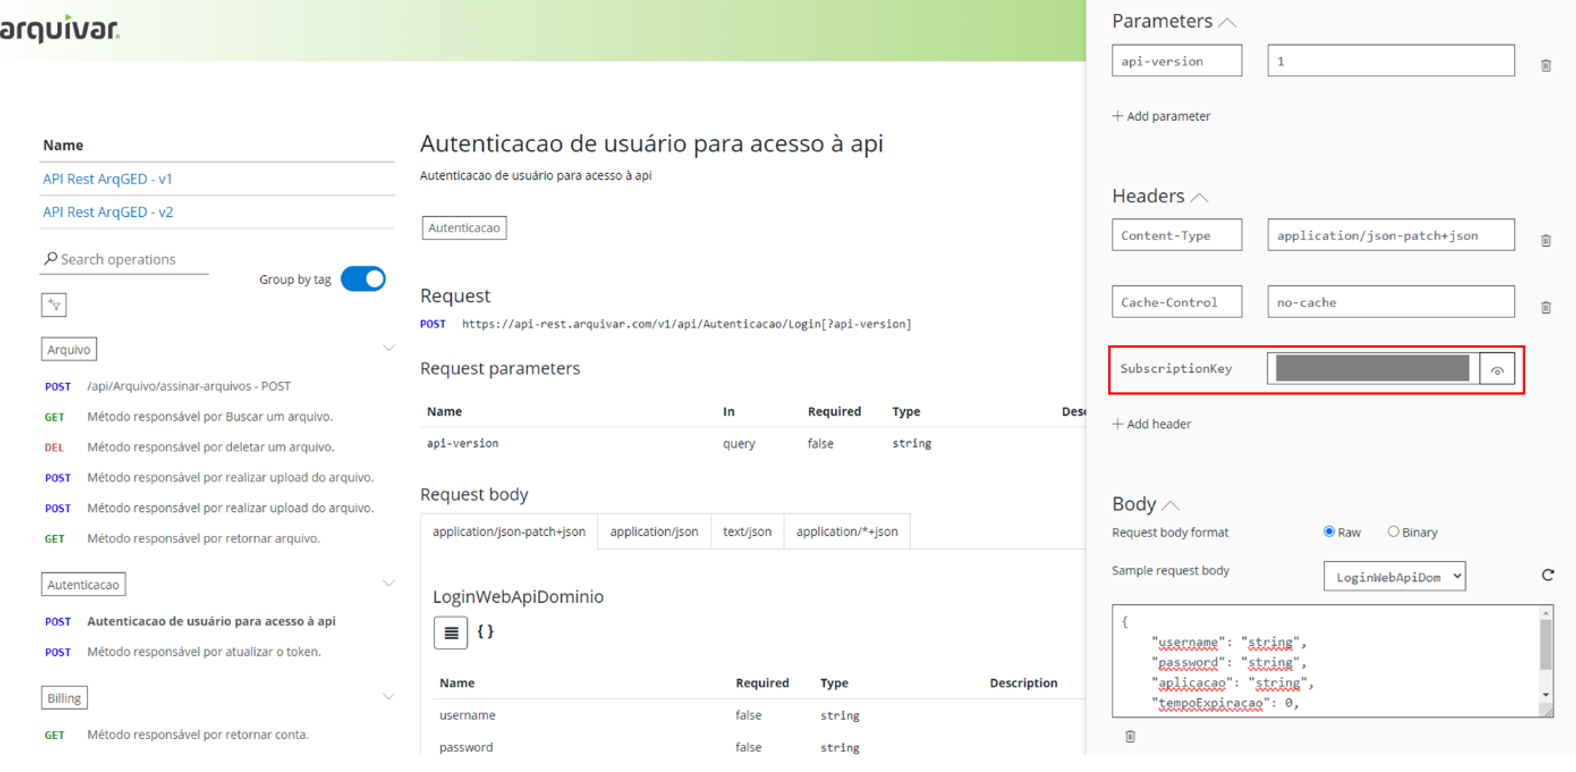 arquivar®
Name
API Rest ArqGED - v1
API Rest ArqGED - v2
Search operations
Group by tag
Arquivo
POST /api/Arquivo/assinar-arquivos - POST
GET Método responsável por Buscar um arquivo.
DEL Método responsável por deletar um arquivo.
POST Método responsável por realizar upload do arquivo.
POST Método responsável por realizar upload do arquivo.
GET Método responsável por retornar arquivo.
Autenticacao
POST Autenticacao de usuário para acesso à api
POST Método responsável por atualizar o token.
Billing
GET Método responsável por retornar conta.
Autenticacao de usuário para acesso à api
Autenticacao de usuário para acesso à api
Autenticacao
Request
POST https://api-rest.arquivar.com/v1/api/Autenticacao/Login[?api-version]
Request parameters
Name In Required Type Desc
api-version query false string
Request body
application/json-patch+json application/json text/json application/*+json
LoginWebApiDominio
{ }
Name Required Type Description
username false string
password false string
Parameters
api-version 1
+ Add parameter
Headers
Content-Type application/json-patch+json
Cache-Control no-cache
SubscriptionKey
+ Add header
Body
Request body format Raw Binary
Sample request body LoginWebApiDom
{
"username": "string",
"password": "string",
"aplicacao": "string",
"tempoExpiracao": 0,